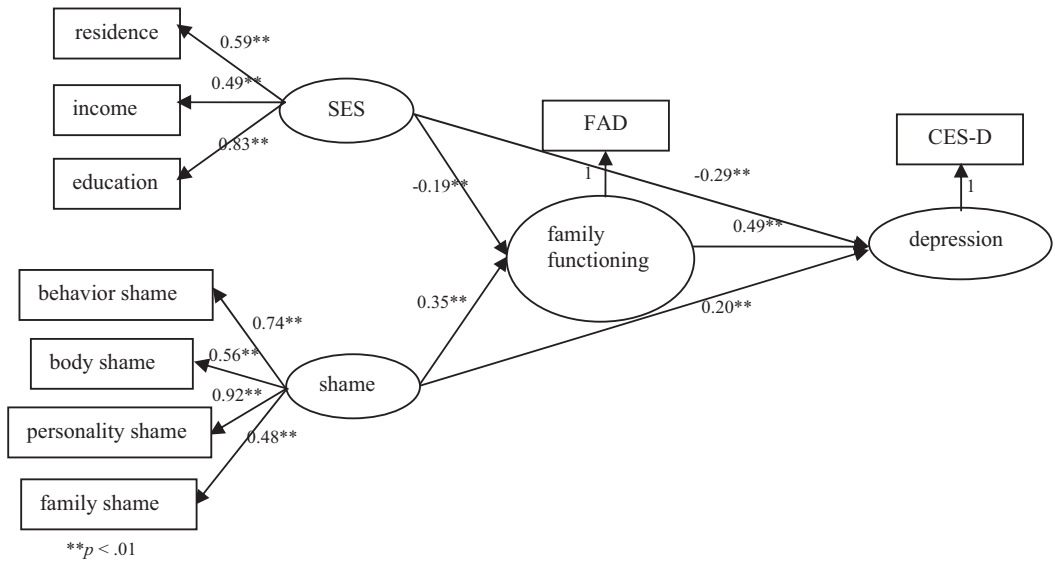 residence
0.59**
income
0.49**
education
0.83**
SES
FAD
1
CES-D
1
-0.29**
-0.19**
family
functioning
0.49**
depression
behavior shame
0.74**
body shame
0.56**
personality shame
0.92**
family shame
0.48**
shame
0.35**
0.20**
**p < .01